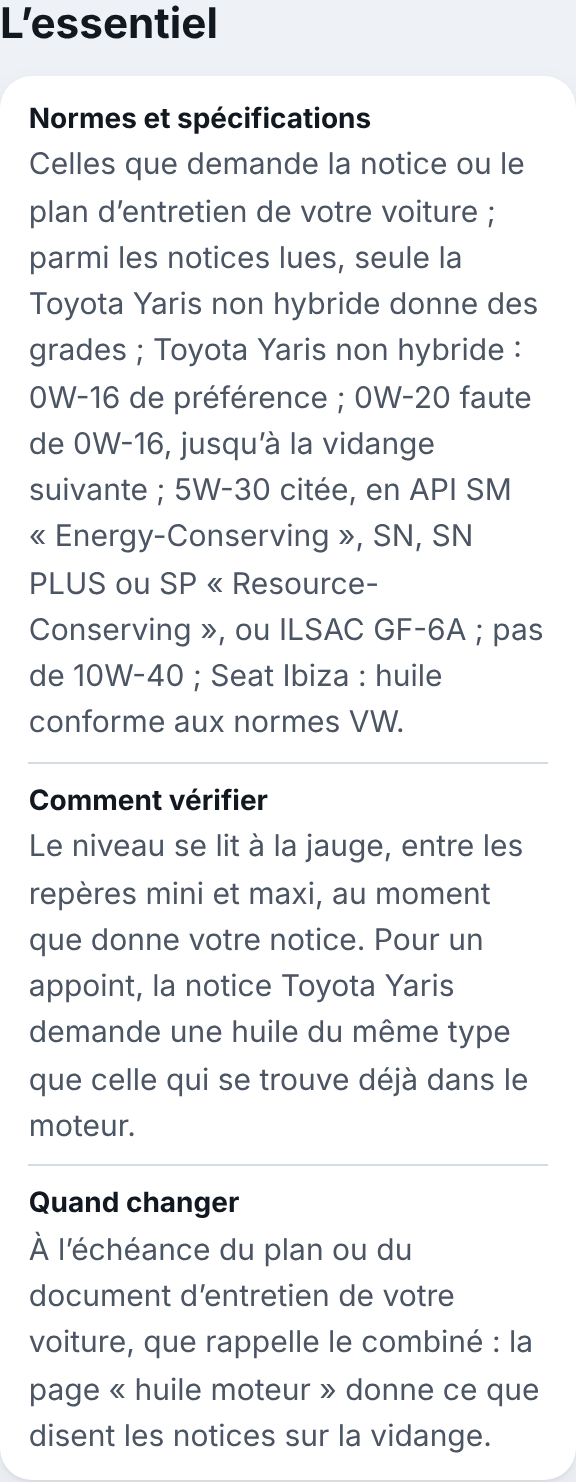 L’essentiel
Normes et spécifications
Celles que demande la notice ou le
plan d’entretien de votre voiture ;
parmi les notices lues, seule la
Toyota Yaris non hybride donne des
grades ; Toyota Yaris non hybride :
0W-16 de préférence ; 0W-20 faute
de 0W-16, jusqu’à la vidange
suivante ; 5W-30 citée, en API SM
« Energy-Conserving », SN, SN
PLUS ou SP « Resource-
Conserving », ou ILSAC GF-6A ; pas
de 10W-40 ; Seat Ibiza : huile
conforme aux normes VW.
Comment vérifier
Le niveau se lit à la jauge, entre les
repères mini et maxi, au moment
que donne votre notice. Pour un
appoint, la notice Toyota Yaris
demande une huile du même type
que celle qui se trouve déjà dans le
moteur.
Quand changer
À l’échéance du plan ou du
document d’entretien de votre
voiture, que rappelle le combiné : la
page « huile moteur » donne ce que
disent les notices sur la vidange.